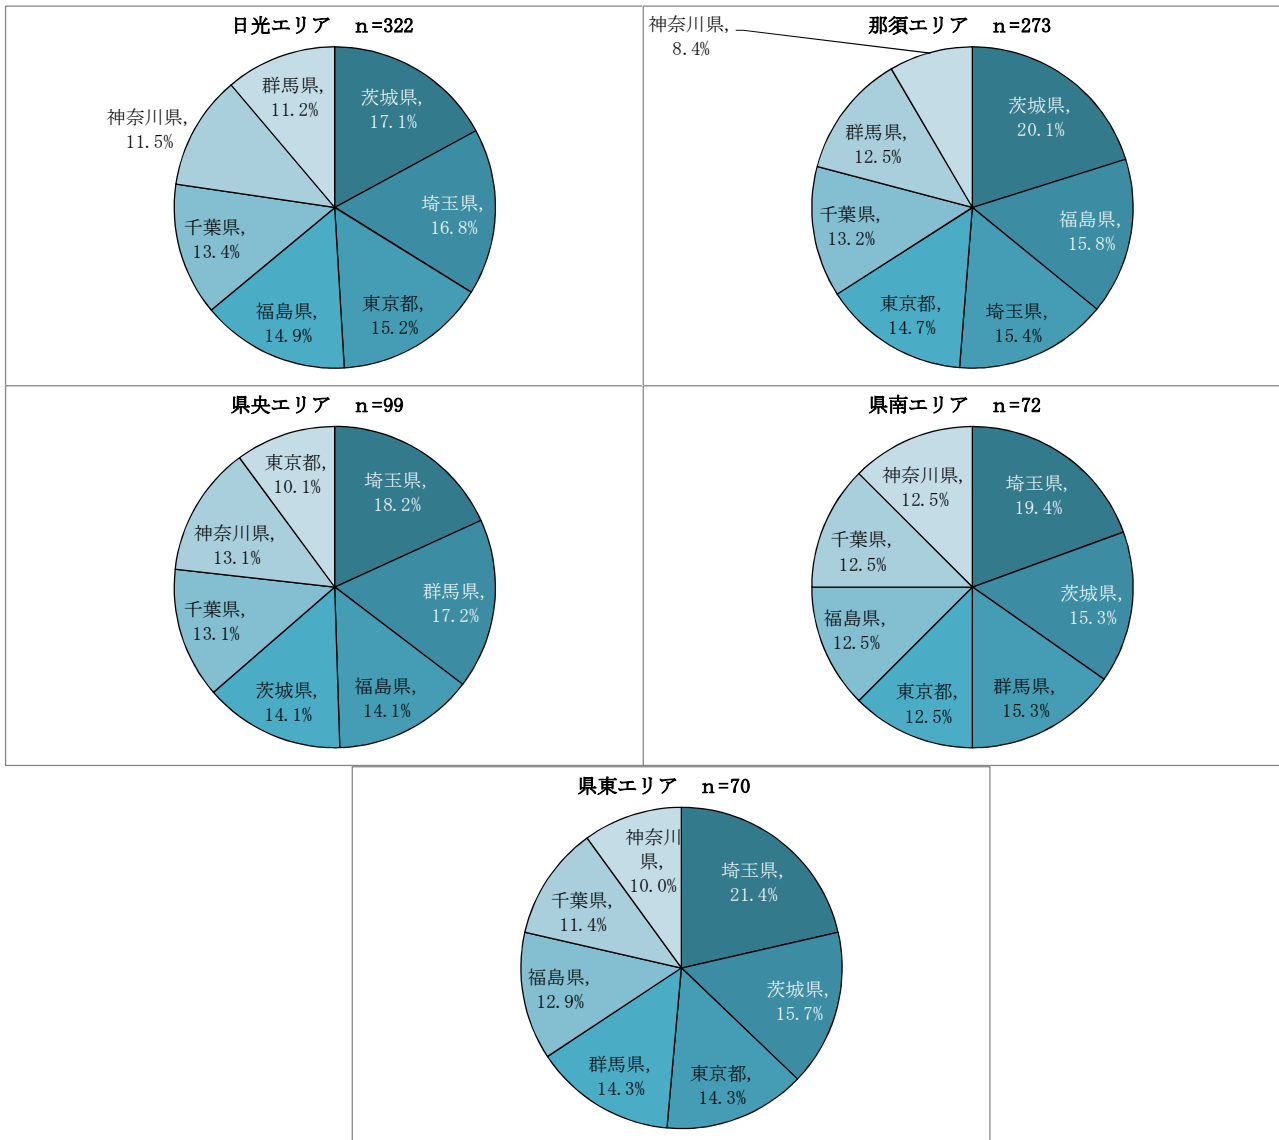 日光エリア　n=322
茨城県,
17.1%
埼玉県,
16.8%
東京都,
15.2%
福島県,
14.9%
千葉県,
13.4%
神奈川県,
11.5%
群馬県,
11.2%
那須エリア　n=273
茨城県,
20.1%
福島県,
15.8%
埼玉県,
15.4%
東京都,
14.7%
千葉県,
13.2%
群馬県,
12.5%
神奈川県,
8.4%
県央エリア　n=99
埼玉県,
18.2%
群馬県,
17.2%
福島県,
14.1%
茨城県,
14.1%
千葉県,
13.1%
神奈川県,
13.1%
東京都,
10.1%
県南エリア　n=72
埼玉県,
19.4%
茨城県,
15.3%
群馬県,
15.3%
東京都,
12.5%
福島県,
12.5%
千葉県,
12.5%
神奈川県,
12.5%
県東エリア　n=70
埼玉県,
21.4%
茨城県,
15.7%
東京都,
14.3%
群馬県,
14.3%
福島県,
12.9%
千葉県,
11.4%
神奈川
県,
10.0%